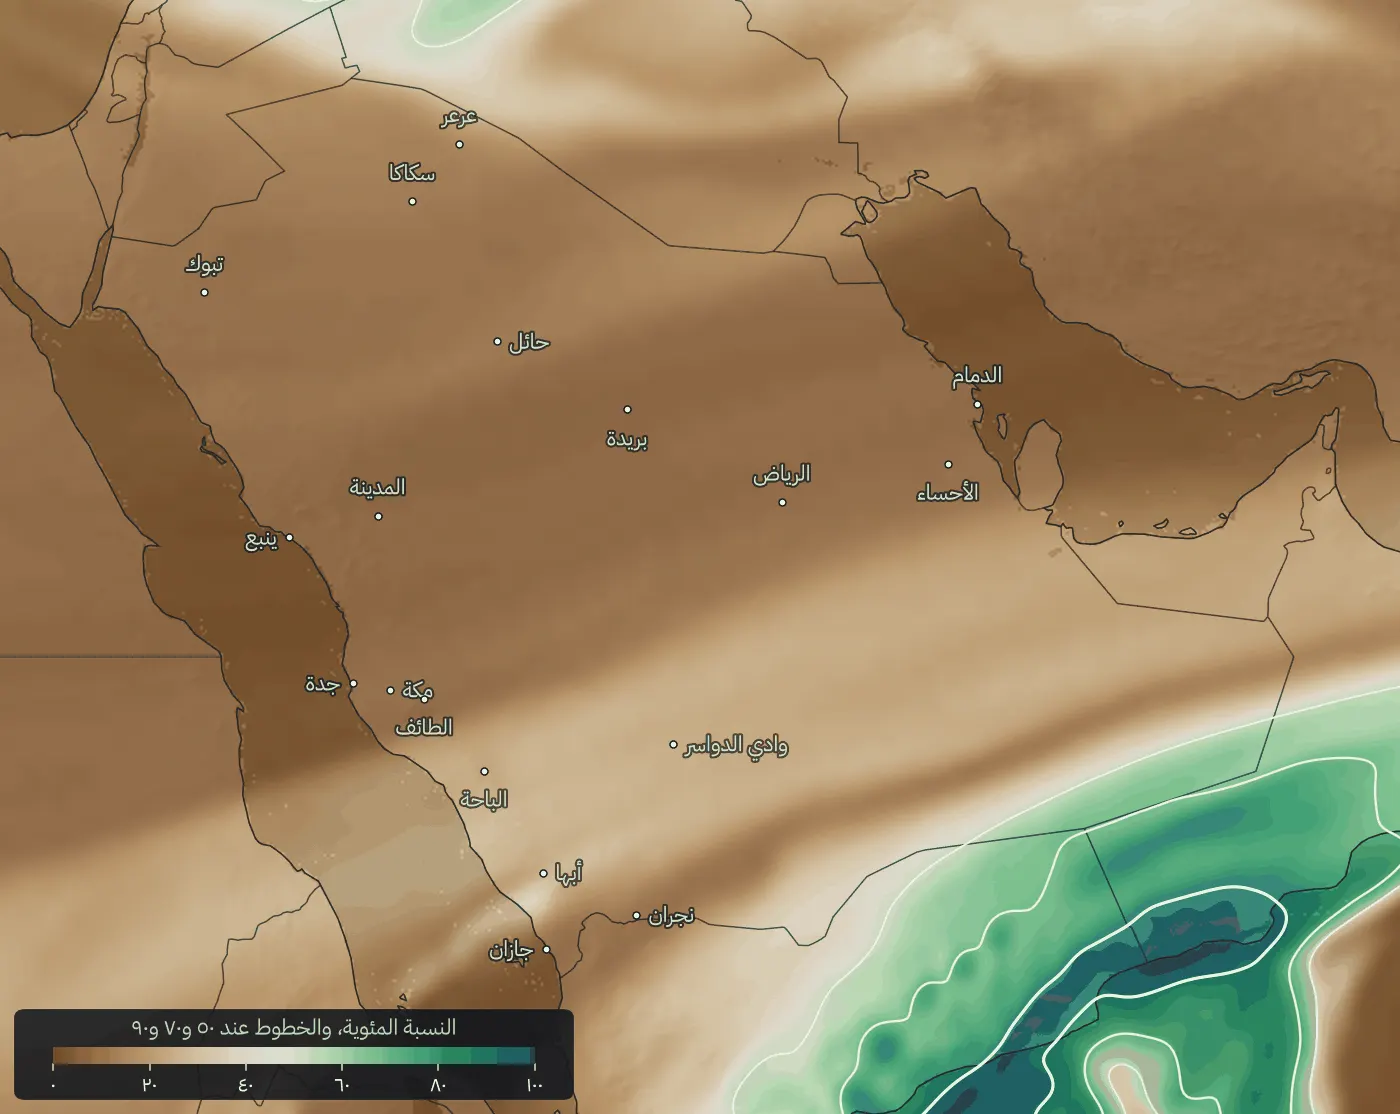 عرعر
سكاكا
تبوك
حائل
الدمام
بريدة
الرياض
الأحساء
المدينة
ينبع
جدة
مكة
الطائف
وادي الدواسر
الباحة
أبها
نجران
جازان
النسبة المئوية، والخطوط عند ٥٠ و٧٠ و٩٠
٠ ٢٠ ٤٠ ٦٠ ٨٠ ١٠٠